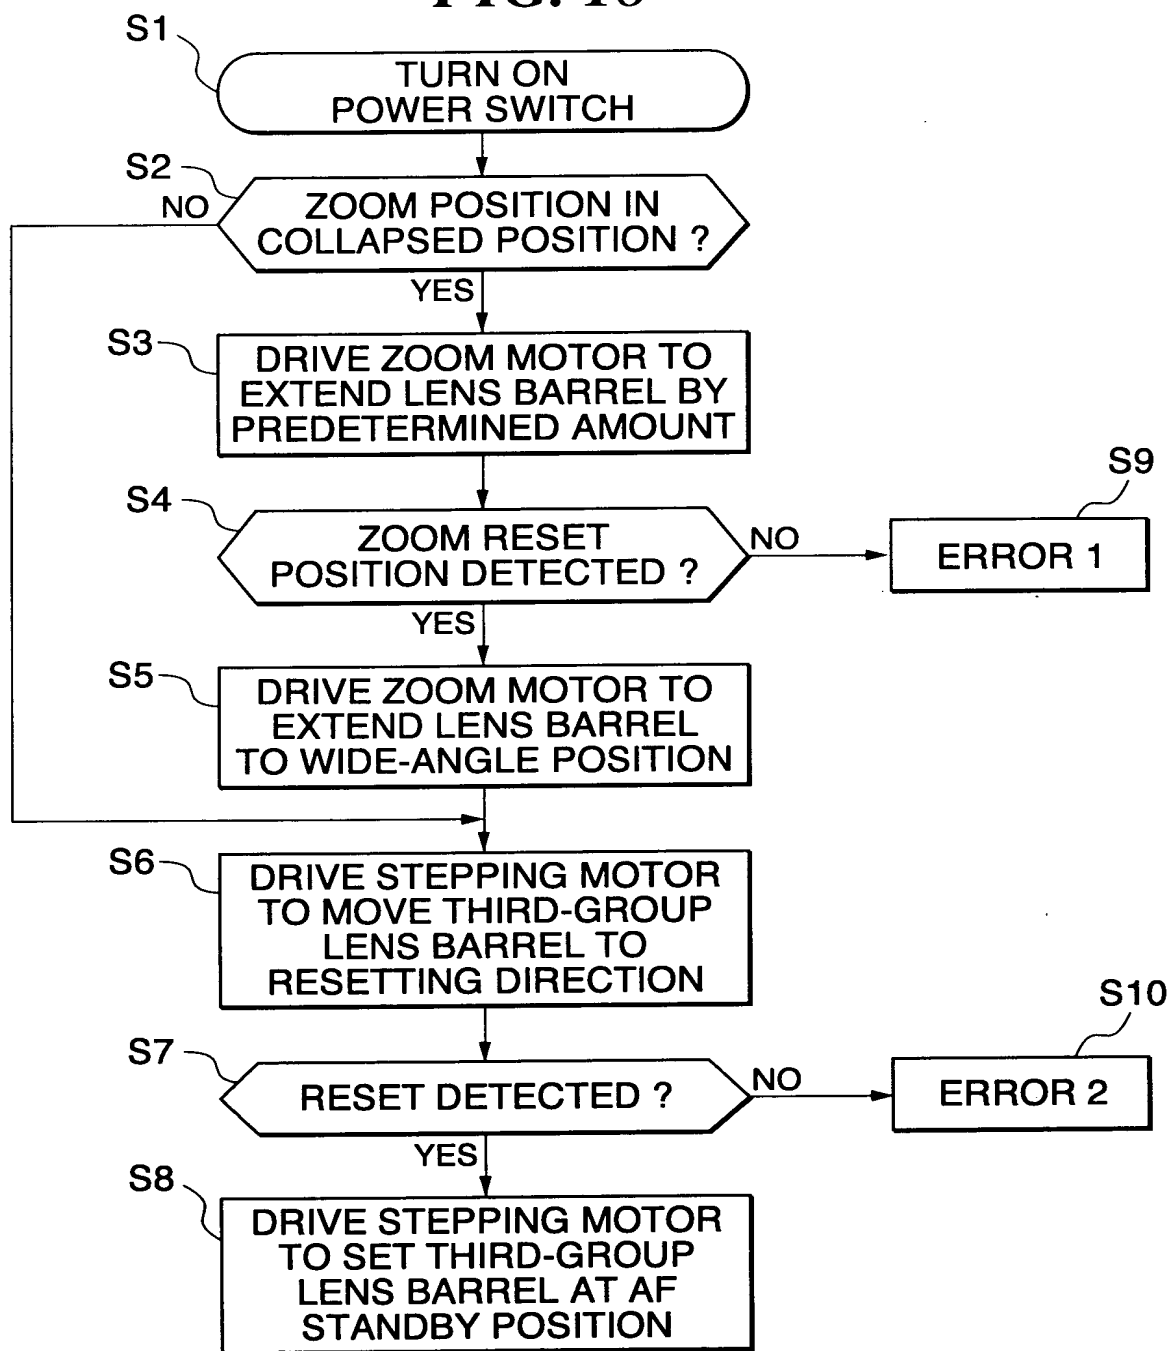 S1
TURN ON
POWER SWITCH
S2
NO
ZOOM POSITION IN
COLLAPSED POSITION ?
YES
S3
DRIVE ZOOM MOTOR TO
EXTEND LENS BARREL BY
PREDETERMINED AMOUNT
S4
ZOOM RESET
POSITION DETECTED ?
NO
S9
ERROR 1
YES
S5
DRIVE ZOOM MOTOR TO
EXTEND LENS BARREL
TO WIDE-ANGLE POSITION
S6
DRIVE STEPPING MOTOR
TO MOVE THIRD-GROUP
LENS BARREL TO
RESETTING DIRECTION
S7
RESET DETECTED ?
NO
S10
ERROR 2
YES
S8
DRIVE STEPPING MOTOR
TO SET THIRD-GROUP
LENS BARREL AT AF
STANDBY POSITION